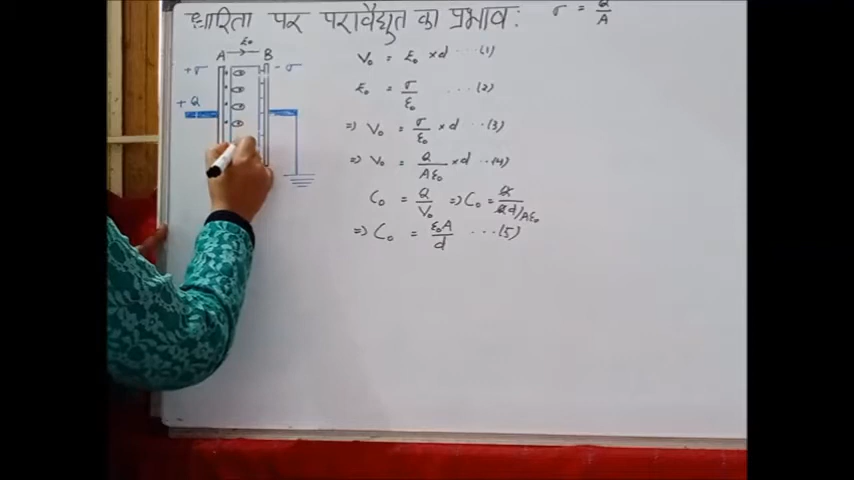 धारिता पर परावैद्युत का प्रभाव:
σ = Q/A
E₀
A B
+σ -σ
+Q
V₀ = E₀ × d ...(1)
E₀ = σ/ε₀ ...(2)
⇒ V₀ = σ/ε₀ × d ...(3)
⇒ V₀ = Q/Aε₀ × d ...(4)
C₀ = Q/V₀ ⇒ C₀ = Q/Qd/Aε₀
⇒ C₀ = ε₀A/d ...(5)